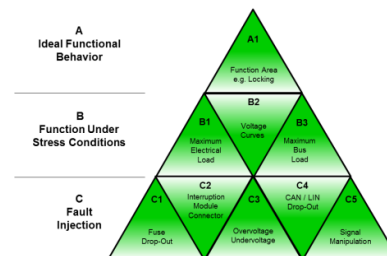 A
Ideal Functional
Behavior
A1
Function Area
e.g. Locking
B
Function Under
Stress Conditions
B1
Maximum
Electrical
Load
B2
Voltage
Curves
B3
Maximum
Bus
Load
C
Fault
Injection
C1
Fuse
Drop-Out
C2
Interruption
Module
Connector
C3
Overvoltage
Undervoltage
C4
CAN / LIN
Drop-Out
C5
Signal
Manipulation